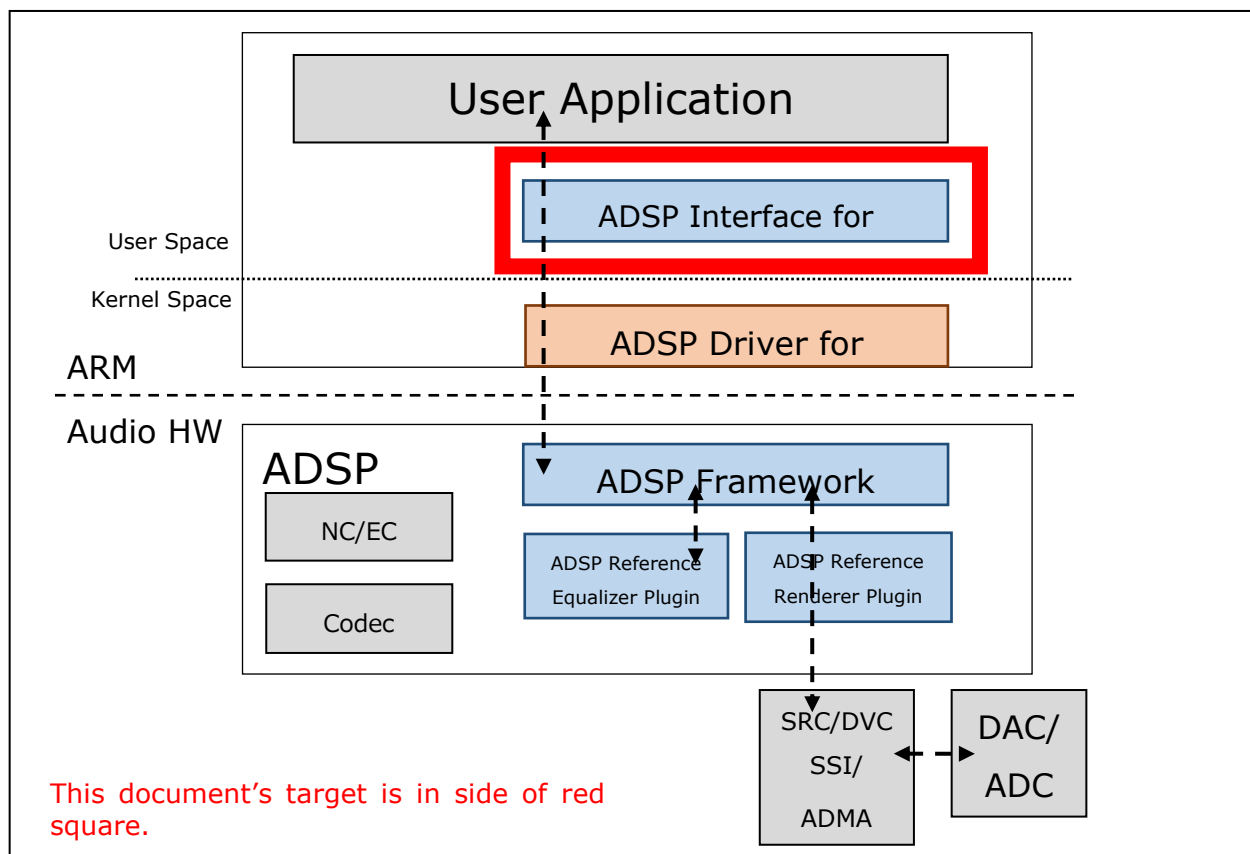 User Application
ADSP Interface for
User Space
Kernel Space
ADSP Driver for
ARM
Audio HW
ADSP
ADSP Framework
NC/EC
Codec
ADSP Reference
Equalizer Plugin
ADSP Reference
Renderer Plugin
SRC/DVC
SSI/
ADMA
DAC/
ADC
This document's target is in side of red
square.